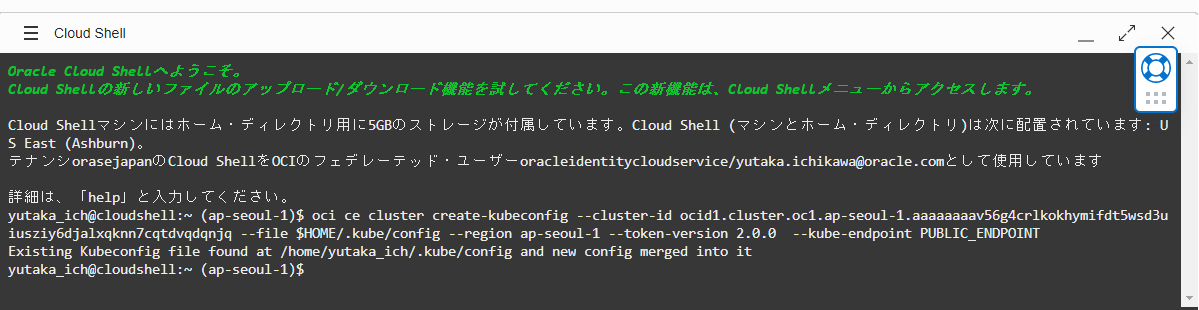 Cloud Shell
Oracle Cloud Shellへようこそ。
Cloud Shellの新しいファイルのアップロード/ダウンロード機能を試してください。この新機能は、Cloud Shellメニューからアクセスします。
Cloud Shellマシンにはホーム・ディレクトリ用に5GBのストレージが付属しています。Cloud Shell (マシンとホーム・ディレクトリ)は次に配置されています: U
S East (Ashburn)。
テナンシorasejapanのCloud ShellをOCIのフェデレーテッド・ユーザーoracleidentitycloudservice/yutaka.ichikawa@oracle.comとして使用しています
詳細は、「help」と入力してください。
yutaka_ich@cloudshell:~ (ap-seoul-1)$ oci ce cluster create-kubeconfig --cluster-id ocid1.cluster.oc1.ap-seoul-1.aaaaaaaav56g4crlkokhymifdt5wsd3u
iiusziy6djalxqknn7cqtdvqdqnjq --file $HOME/.kube/config --region ap-seoul-1 --token-version 2.0.0  --kube-endpoint PUBLIC_ENDPOINT
Existing Kubeconfig file found at /home/yutaka_ich/.kube/config and new config merged into it
yutaka_ich@cloudshell:~ (ap-seoul-1)$